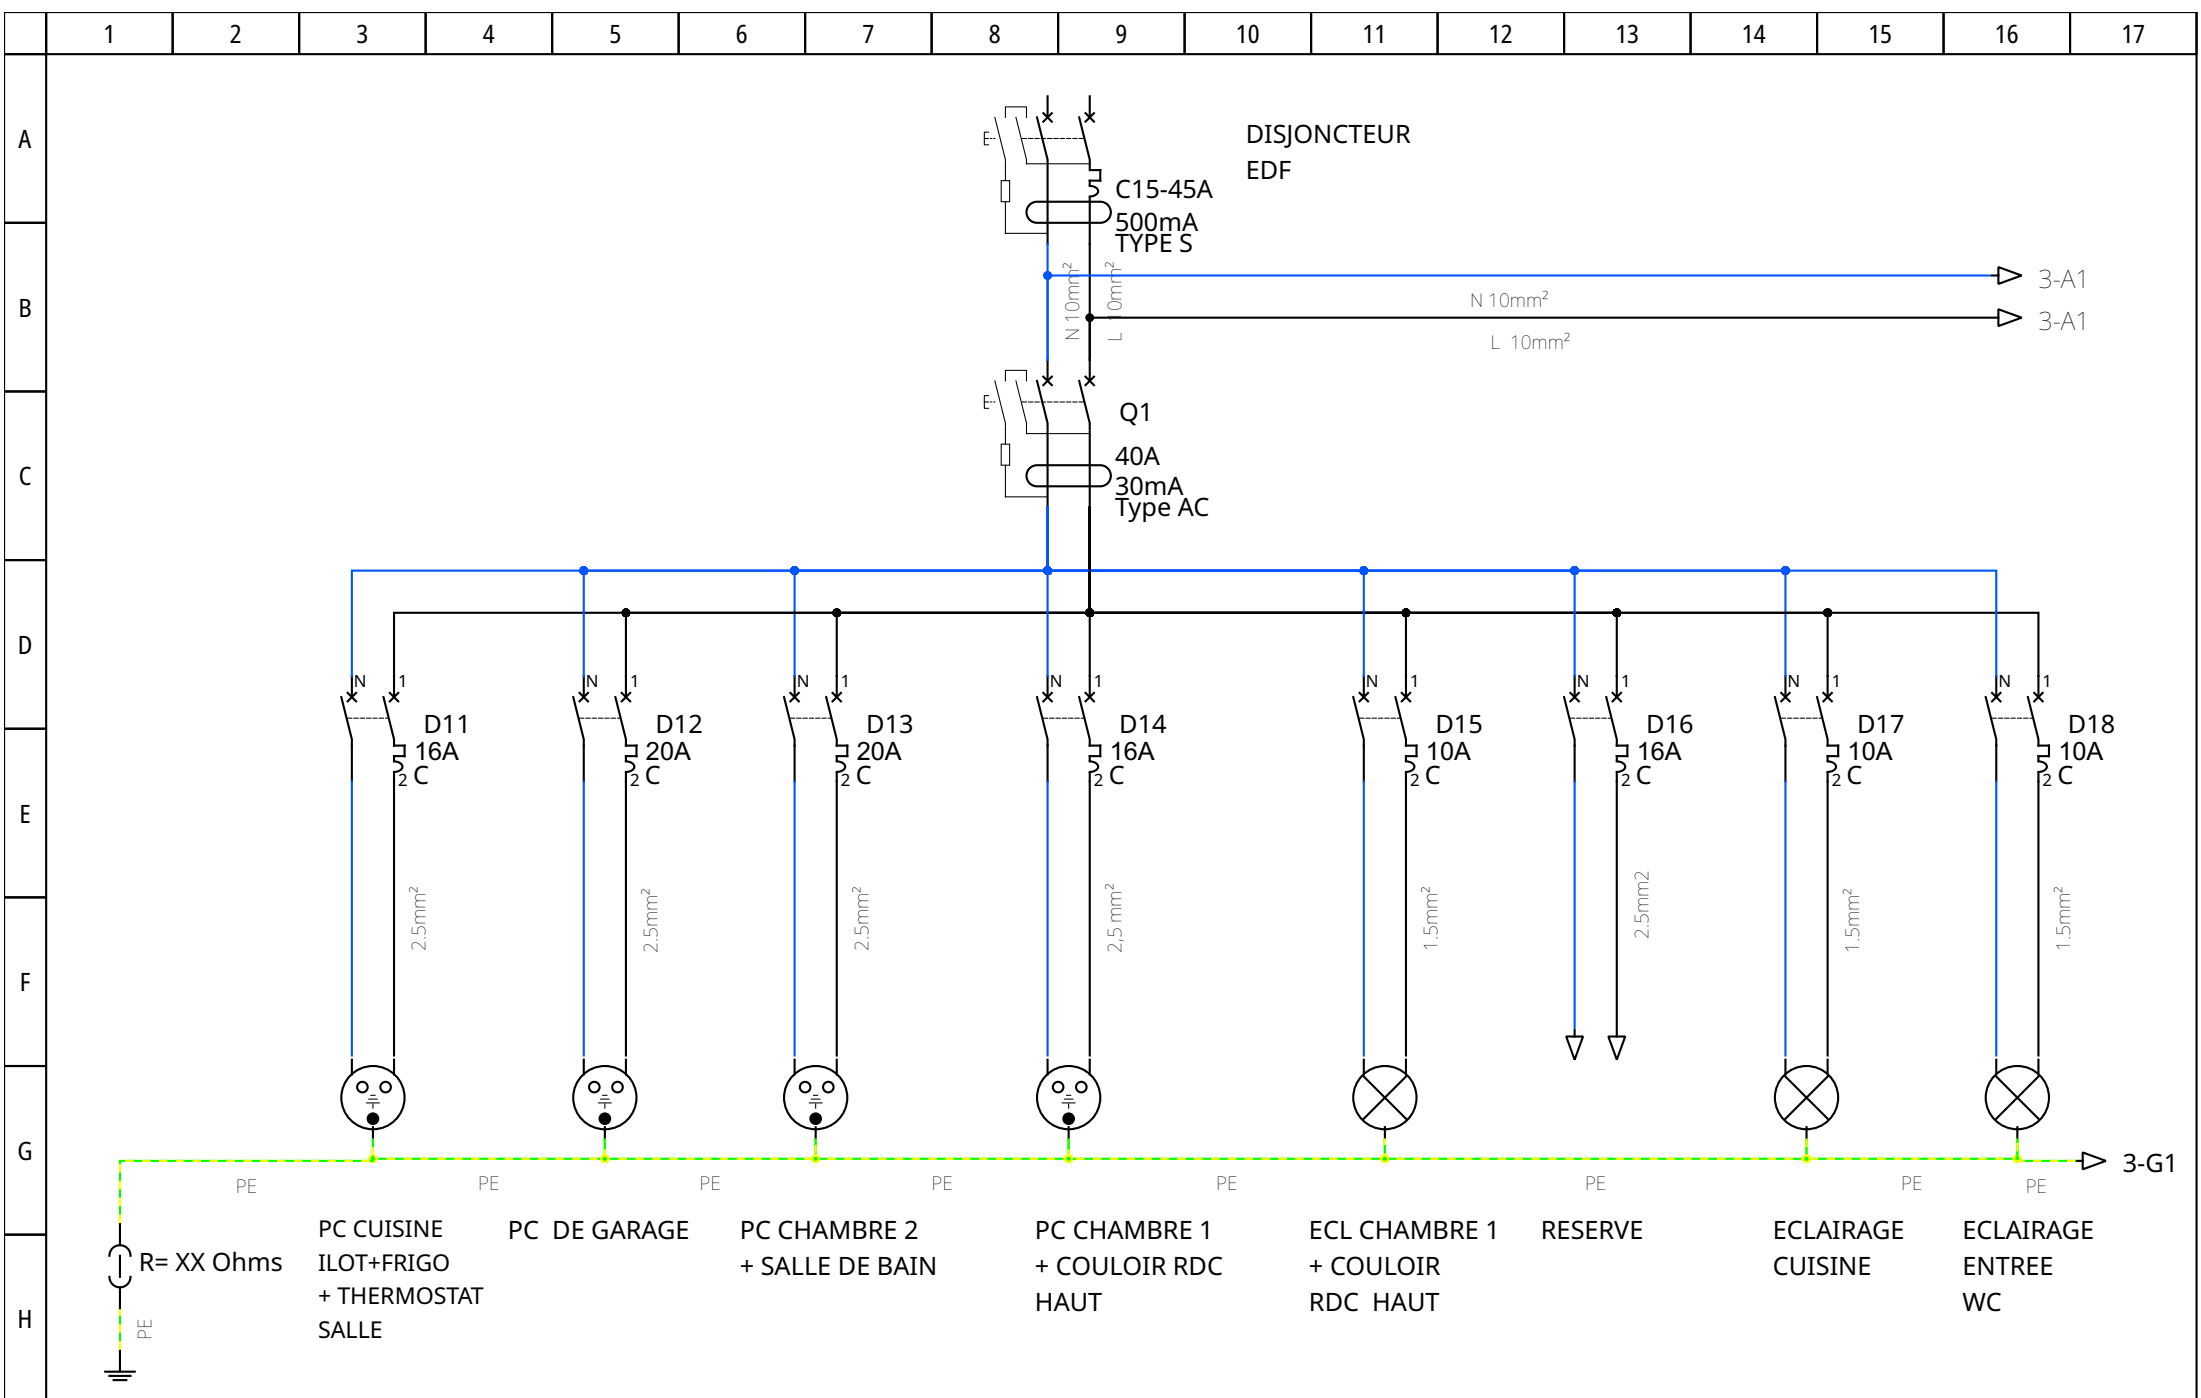 1 2 3 4 5 6 7 8 9 10 11 12 13 14 15 16 17
A
DISJONCTEUR
EDF
C15-45A
500mA
TYPE S
B
N 10mm²
L 10mm²
3-A1
N 10mm²
3-A1
L 10mm²
Q1
C
40A
30mA
Type AC
D
N 1 N 1 N 1 N 1 N 1 N 1 N 1 N 1
D11 D12 D13 D14 D15 D16 D17 D18
16A 20A 20A 16A 10A 16A 10A 10A
2 C 2 C 2 C 2 C 2 C 2 C 2 C 2 C
E
2.5mm² 2.5mm² 2.5mm² 2,5 mm² 1.5mm² 2.5mm2 1.5mm² 1.5mm²
F
G
3-G1
PE PE PE PE PE PE PE PE
PC CUISINE
ILOT+FRIGO
+ THERMOSTAT
SALLE
PC DE GARAGE
PC CHAMBRE 2
+ SALLE DE BAIN
PC CHAMBRE 1
+ COULOIR RDC
HAUT
ECL CHAMBRE 1
+ COULOIR
RDC HAUT
RESERVE
ECLAIRAGE
CUISINE
ECLAIRAGE
ENTREE
WC
R= XX Ohms
H
PE